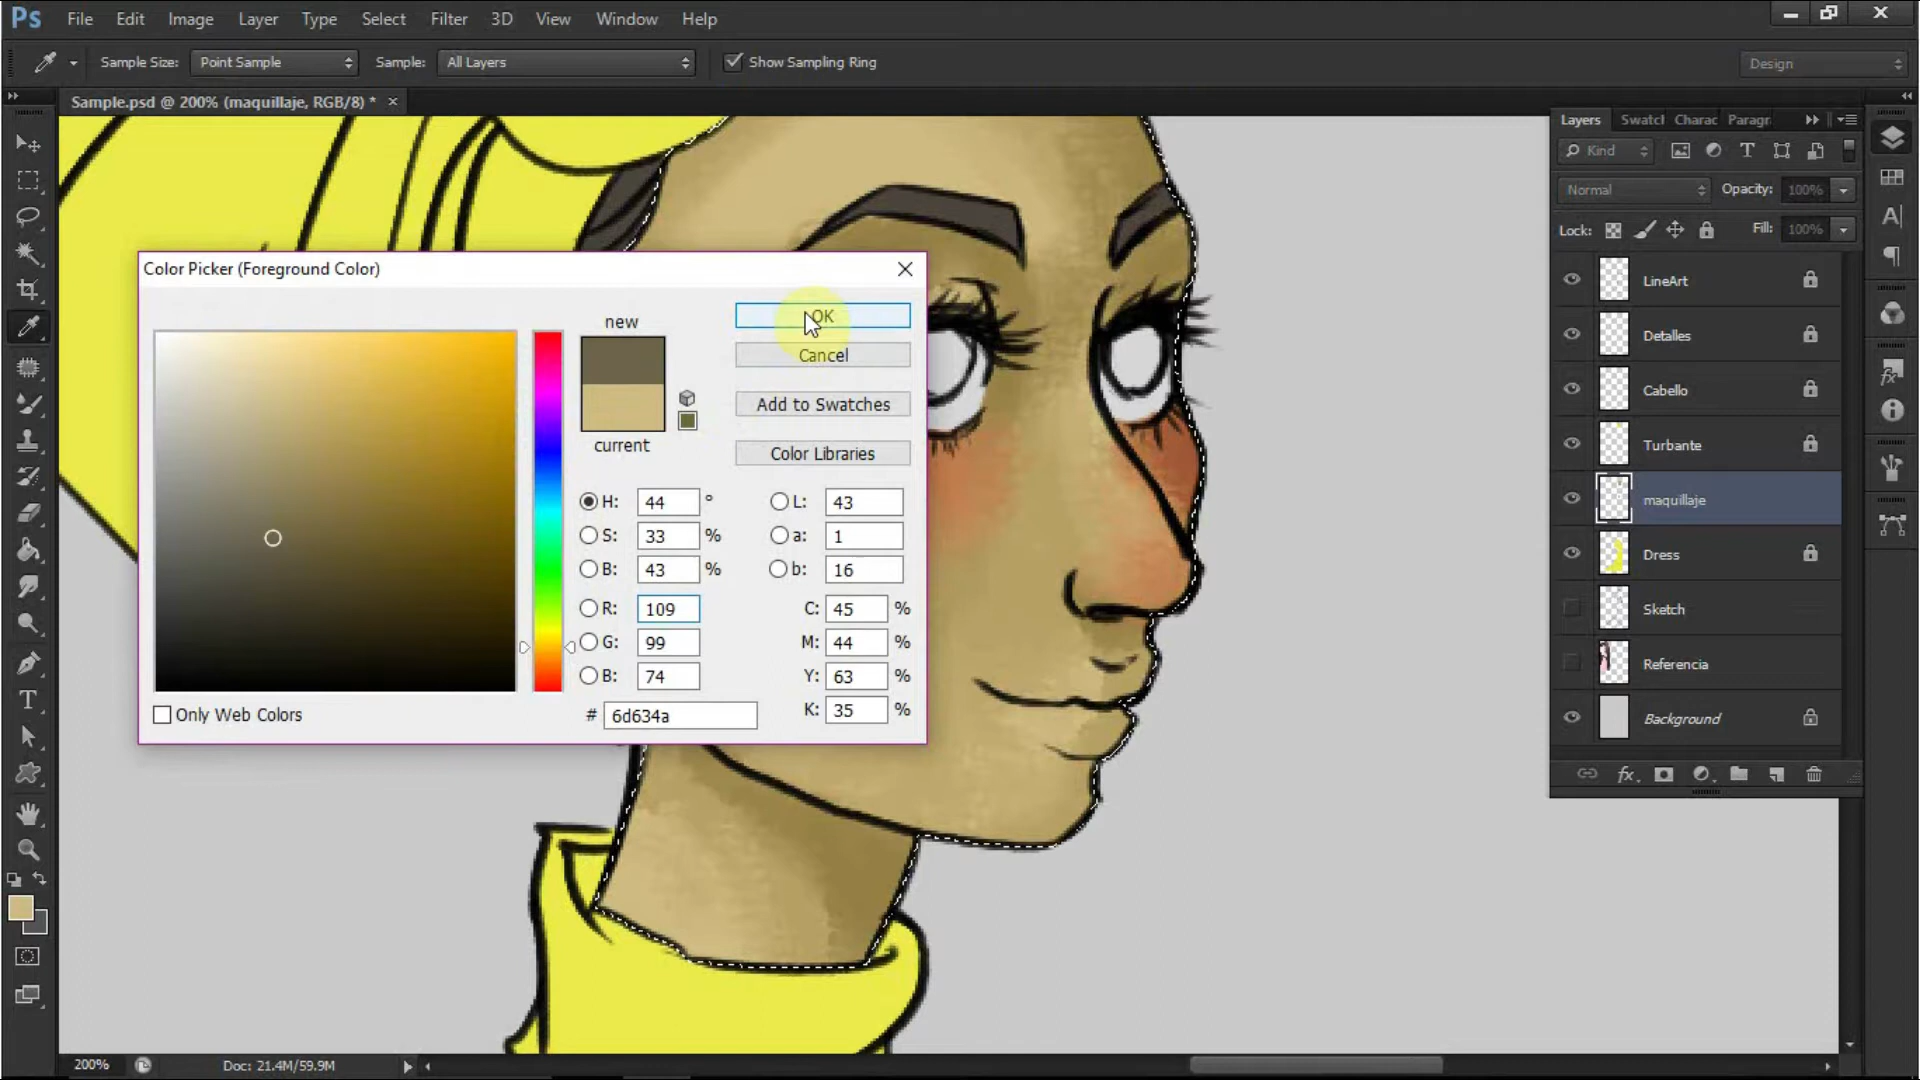 Ps File Edit Image Layer Type Select Filter 3D View Window Help
Sample Size: Point Sample Sample: All Layers Show Sampling Ring Design
Sample.psd @ 200% (maquillaje, RGB/8) * ×
Layers Swatch Charac Paragr
Kind
Normal Opacity: 100%
Lock: Fill: 100%
LineArt
Detalles
Cabello
Turbante
maquillaje
Dress
Sketch
Referencia
Background
Color Picker (Foreground Color)
new
OK
Cancel
Add to Swatches
current
Color Libraries
H: 44 ° L: 43
S: 33 % a: 1
B: 43 % b: 16
R: 109 C: 45 %
G: 99 M: 44 %
B: 74 Y: 63 %
# 6d634a K: 35 %
Only Web Colors
200% Doc: 21.4M/59.9M